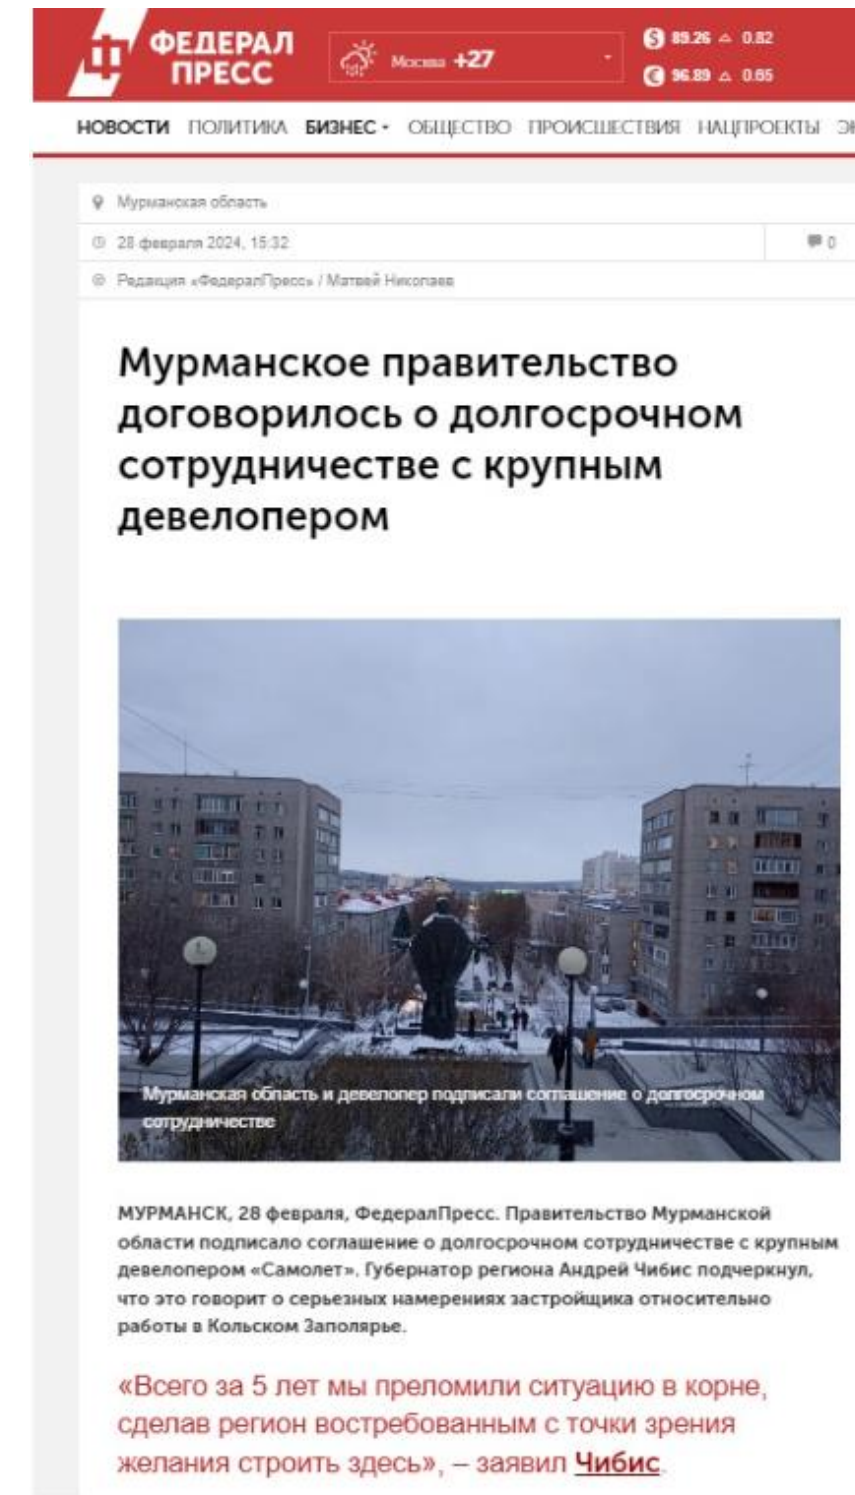 ФЕДЕРАЛ
ПРЕСС
Москва +27
$ 89.26 0.82
€ 96.89 0.65
НОВОСТИ ПОЛИТИКА БИЗНЕС ОБЩЕСТВО ПРОИСШЕСТВИЯ НАЦПРОЕКТЫ
Мурманская область
28 февраля 2024, 15:32 0
© Редакция «ФедералПресс» / Матвей Николаев
Мурманское правительство
договорилось о долгосрочном
сотрудничестве с крупным
девелопером
Мурманская область и девелопер подписали соглашение о долгосрочном
сотрудничестве
МУРМАНСК, 28 февраля, ФедералПресс. Правительство Мурманской
области подписало соглашение о долгосрочном сотрудничестве с крупным
девелопером «Самолет». Губернатор региона Андрей Чибис подчеркнул,
что это говорит о серьезных намерениях застройщика относительно
работы в Кольском Заполярье.
«Всего за 5 лет мы преломили ситуацию в корне,
сделав регион востребованным с точки зрения
желания строить здесь», – заявил Чибис.